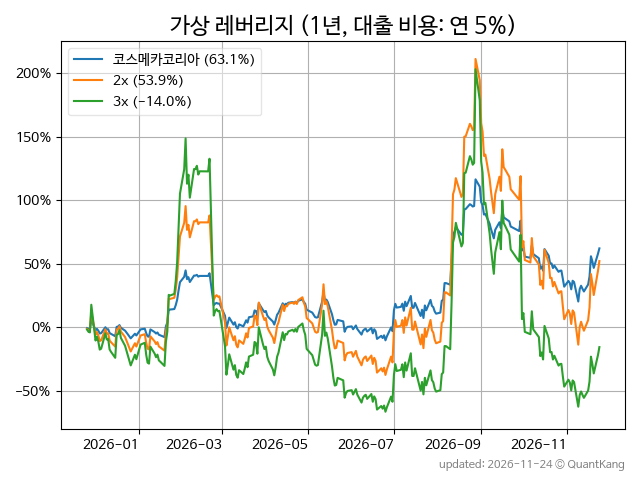 가상 레버리지 (1년, 대출 비용: 연 5%)
코스메카코리아 (63.1%)
2x (53.9%)
3x (−14.0%)
200%
150%
100%
50%
0%
−50%
2026-01 2026-03 2026-05 2026-07 2026-09 2026-11
updated: 2026-11-24 © QuantKang